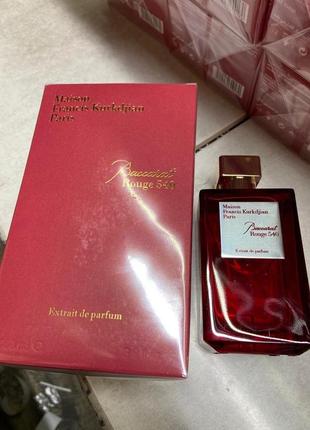 Maison
Francis Kurkdjian
Paris
Baccarat
Rouge 540
Extrait de parfum
Maison
Francis Kurkdjian
Paris
Baccarat
Rouge 540
Extrait de parfum